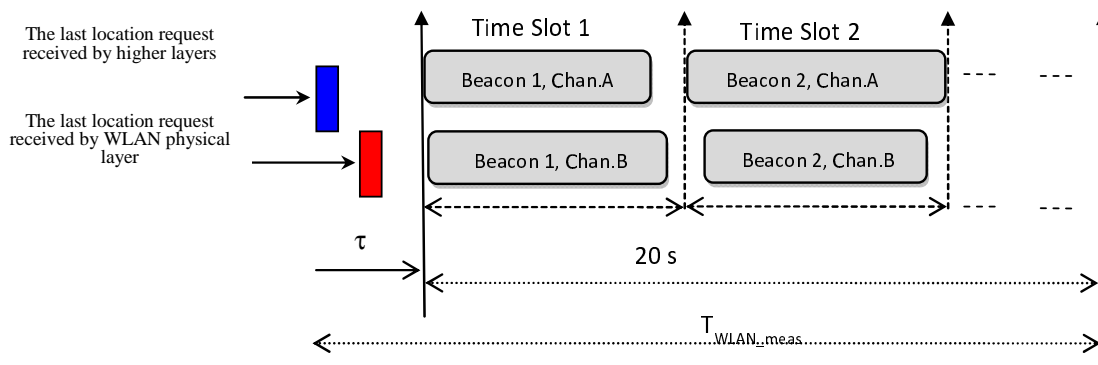 The last location request
received by higher layers
The last location request
received by WLAN physical
layer
Time Slot 1
Time Slot 2
Beacon 1, Chan.A
Beacon 2, Chan.A
Beacon 1, Chan.B
Beacon 2, Chan.B
τ
20 s
T WLAN_meas